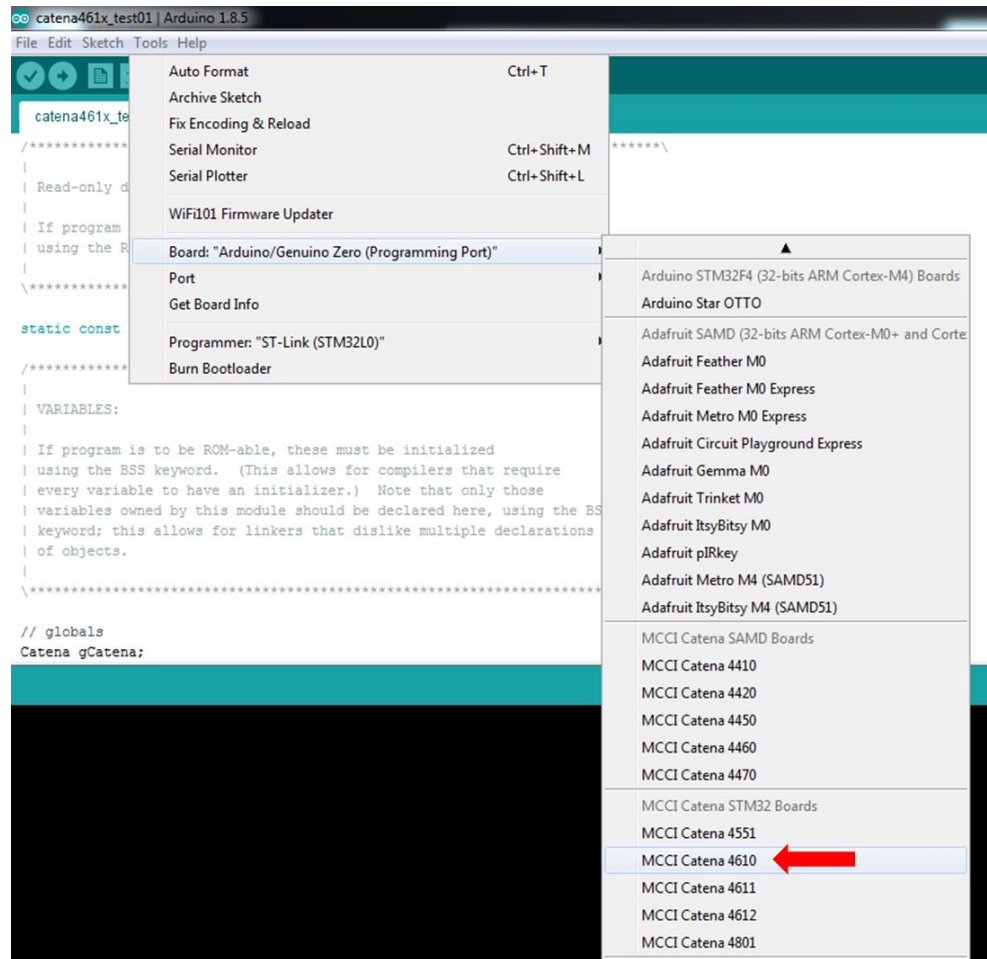 catena461x_test01 | Arduino 1.8.5
File Edit Sketch Tools Help
catena461x_te
Auto Format Ctrl+T
Archive Sketch
Fix Encoding & Reload
Serial Monitor Ctrl+Shift+M
Serial Plotter Ctrl+Shift+L
WiFi101 Firmware Updater
Board: "Arduino/Genuino Zero (Programming Port)"
Port
Get Board Info
Programmer: "ST-Link (STM32L0)"
Burn Bootloader
/************* ******\
|
| Read-only d
|
| If program
| using the R
|
\*************
static const
/*************
|
| VARIABLES:
|
| If program is to be ROM-able, these must be initialized
| using the BSS keyword. (This allows for compilers that require
| every variable to have an initializer.) Note that only those
| variables owned by this module should be declared here, using the BS
| keyword; this allows for linkers that dislike multiple declarations
| of objects.
|
\**********************************************************************
// globals
Catena gCatena;
Arduino STM32F4 (32-bits ARM Cortex-M4) Boards
Arduino Star OTTO
Adafruit SAMD (32-bits ARM Cortex-M0+ and Corte
Adafruit Feather M0
Adafruit Feather M0 Express
Adafruit Metro M0 Express
Adafruit Circuit Playground Express
Adafruit Gemma M0
Adafruit Trinket M0
Adafruit ItsyBitsy M0
Adafruit pIRkey
Adafruit Metro M4 (SAMD51)
Adafruit ItsyBitsy M4 (SAMD51)
MCCI Catena SAMD Boards
MCCI Catena 4410
MCCI Catena 4420
MCCI Catena 4450
MCCI Catena 4460
MCCI Catena 4470
MCCI Catena STM32 Boards
MCCI Catena 4551
MCCI Catena 4610
MCCI Catena 4611
MCCI Catena 4612
MCCI Catena 4801